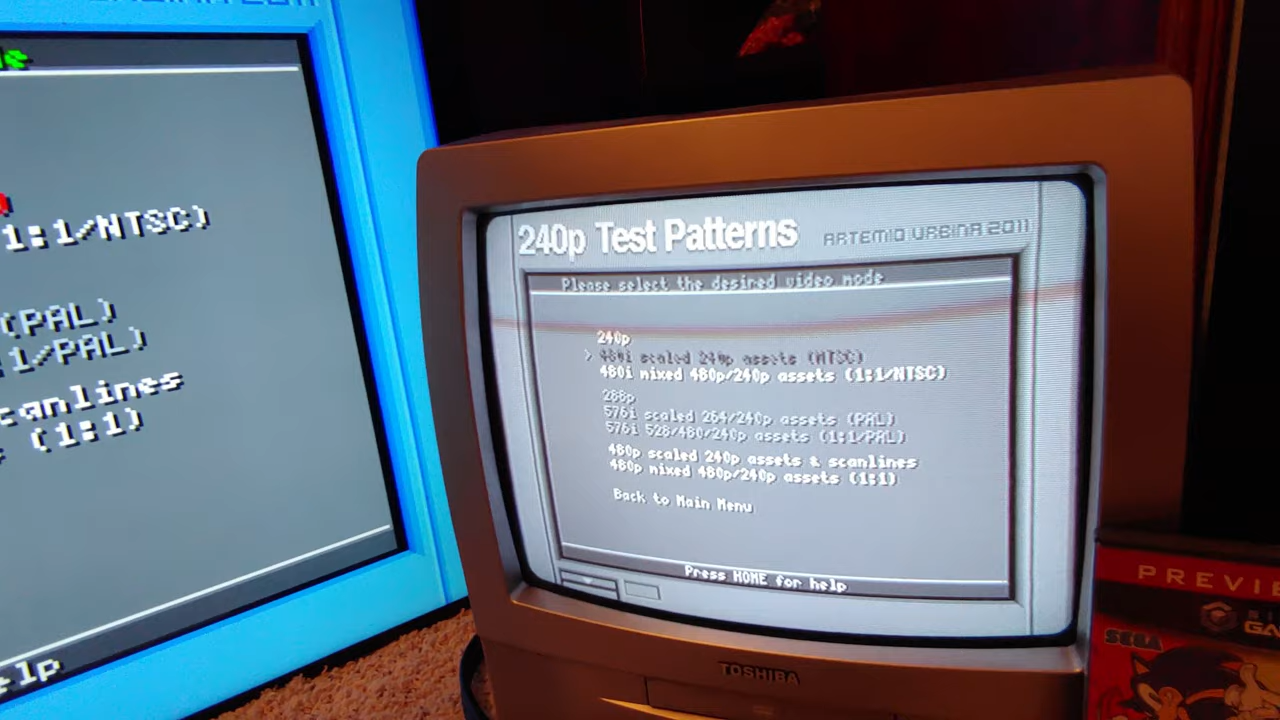 1:1/NTSC)
(PAL)
1/PAL)
canlines
(1:1)
lp
240p Test Patterns
ARTEMIO URBINA 2011
Please select the desired video mode
240p
> 480i scaled 240p assets (NTSC)
480i mixed 480p/240p assets (1:1/NTSC)
288p
576i scaled 264/240p assets (PAL)
576i 528/480/240p assets (1:1/PAL)
480p scaled 240p assets & scanlines
480p mixed 480p/240p assets (1:1)
Back to Main Menu
Press HOME for help
TOSHIBA
PREVI
GA
SEGA